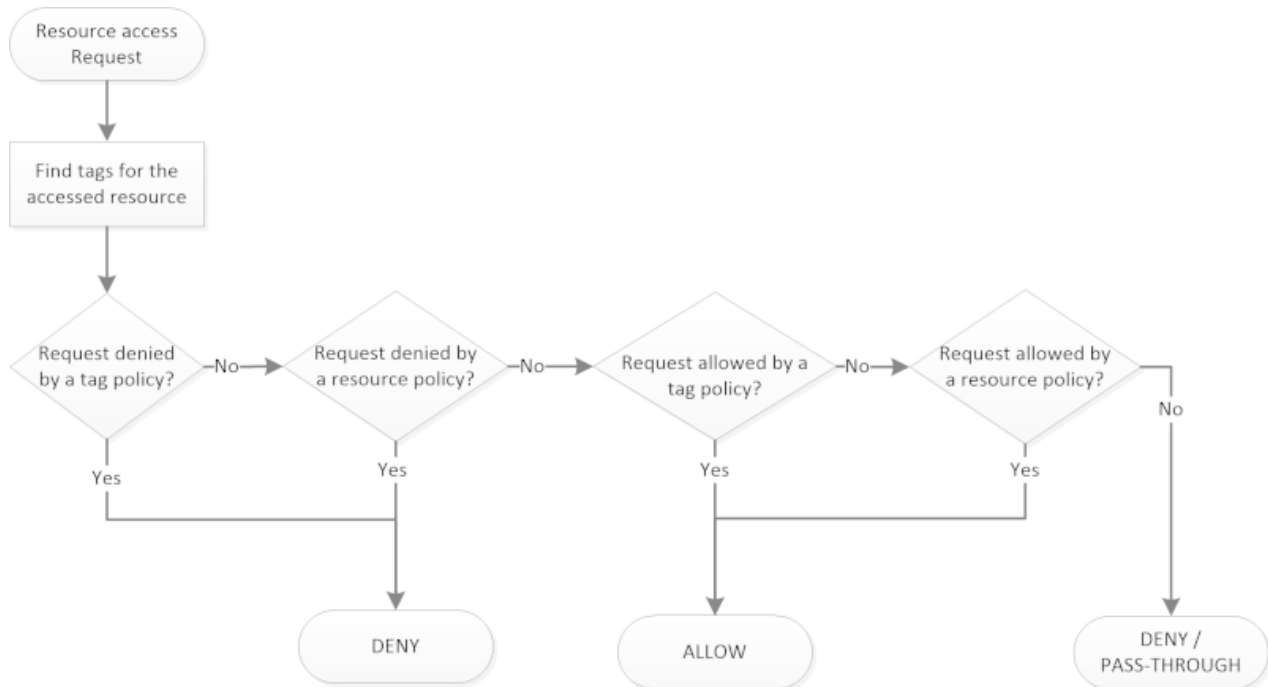 Resource access
Request
Find tags for the
accessed resource
Request denied
by a tag policy?
No
Request denied by
a resource policy?
No
Request allowed by a
tag policy?
No
Request allowed by
a resource policy?
No
Yes
Yes
Yes
Yes
DENY
ALLOW
DENY /
PASS-THROUGH